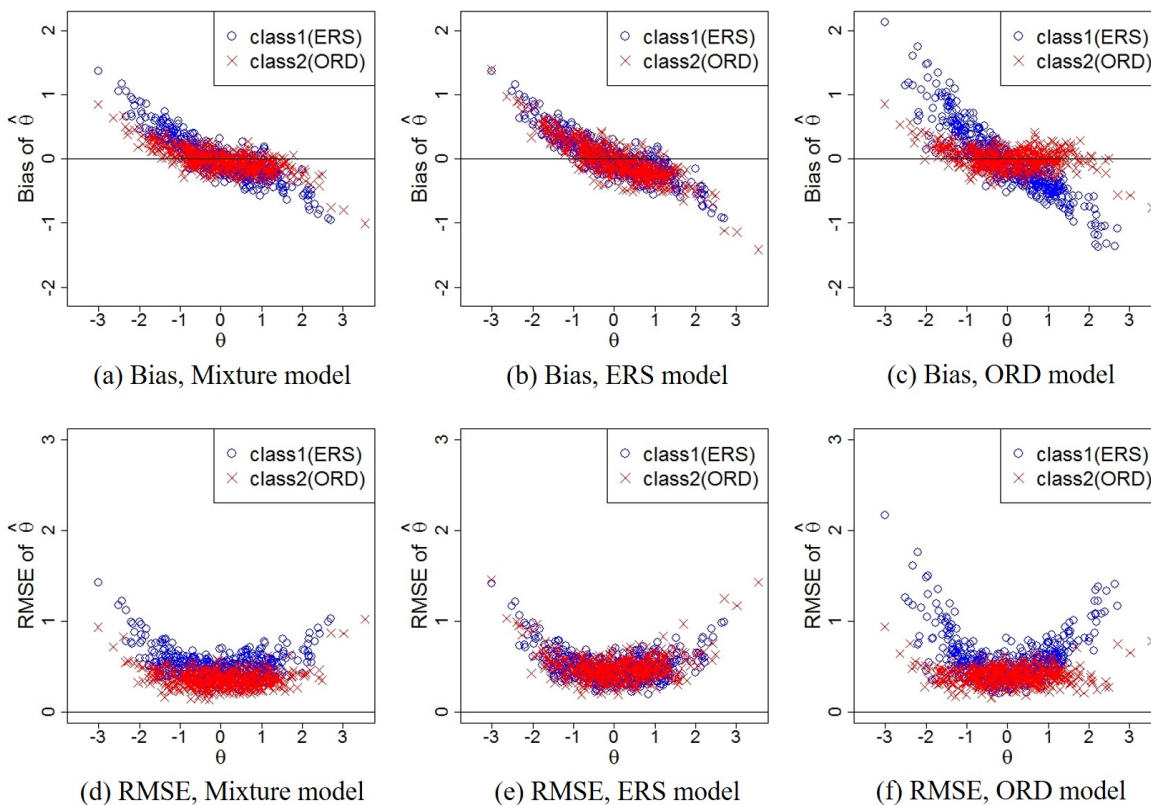 2
1
0
-1
-2
Bias of θ̂
class1(ERS)
class2(ORD)
-3 -2 -1 0 1 2 3
θ
(a) Bias, Mixture model
2
1
0
-1
-2
Bias of θ̂
class1(ERS)
class2(ORD)
-3 -2 -1 0 1 2 3
θ
(b) Bias, ERS model
2
1
0
-1
-2
Bias of θ̂
class1(ERS)
class2(ORD)
-3 -2 -1 0 1 2 3
θ
(c) Bias, ORD model
3
2
1
0
RMSE of θ̂
class1(ERS)
class2(ORD)
-3 -2 -1 0 1 2 3
θ
(d) RMSE, Mixture model
3
2
1
0
RMSE of θ̂
class1(ERS)
class2(ORD)
-3 -2 -1 0 1 2 3
θ
(e) RMSE, ERS model
3
2
1
0
RMSE of θ̂
class1(ERS)
class2(ORD)
-3 -2 -1 0 1 2 3
θ
(f) RMSE, ORD model